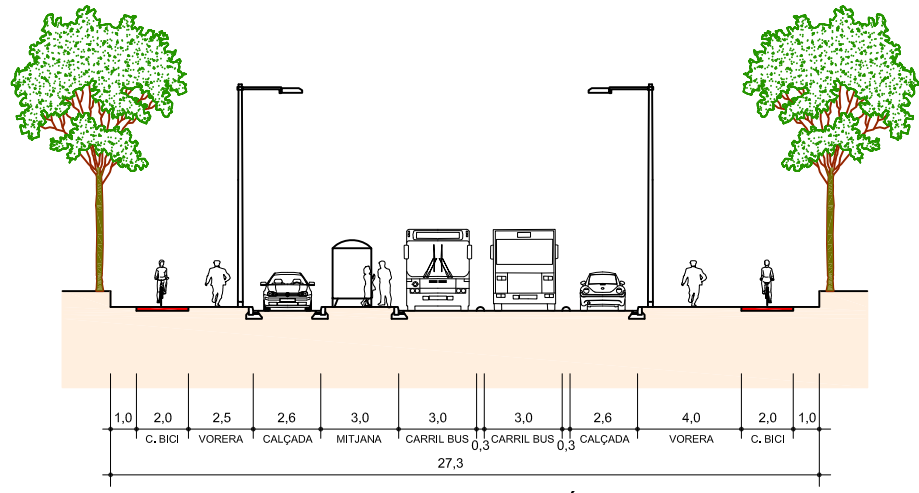 1,0 2,0 2,5 2,6 3,0 3,0 3,0 2,6 4,0 2,0 1,0
C. BICI VORERA CALÇADA MITJANA CARRIL BUS 0,3 CARRIL BUS 0,3 CALÇADA VORERA C. BICI
27,3